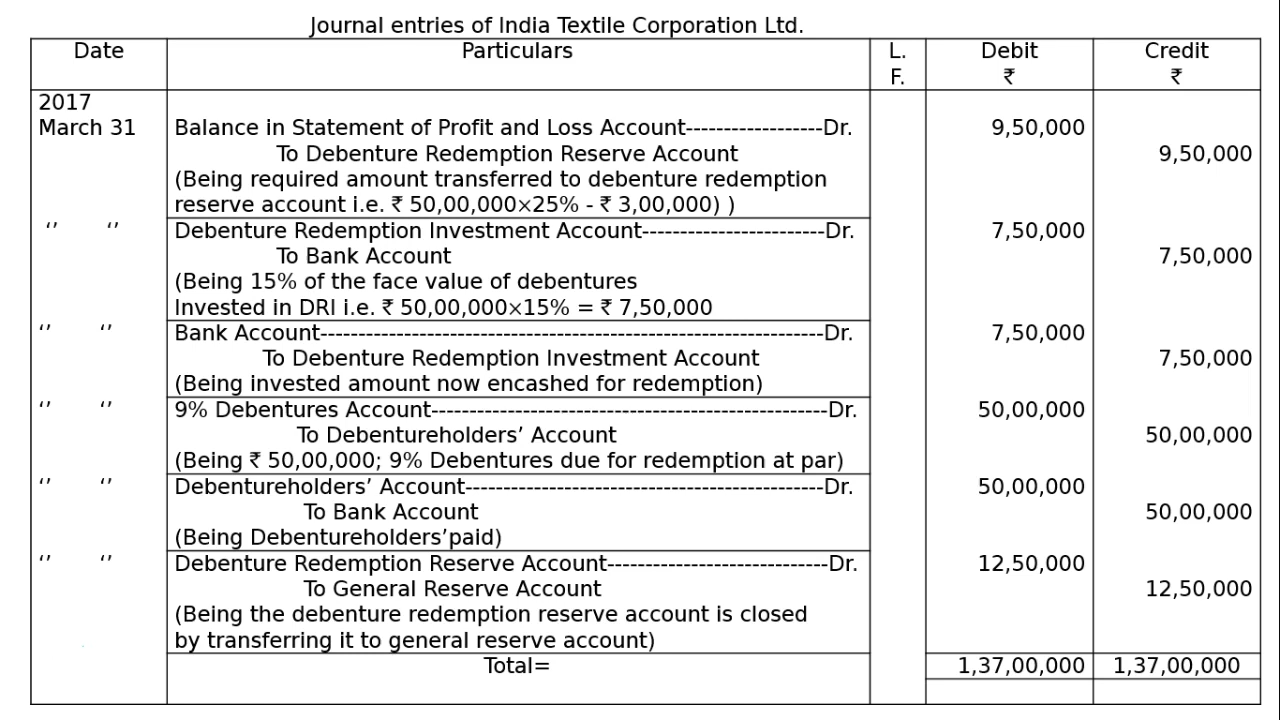 Journal entries of India Textile Corporation Ltd.
Date Particulars L. Debit Credit
F. ₹ ₹
2017
March 31 Balance in Statement of Profit and Loss Account------------------Dr. 9,50,000
To Debenture Redemption Reserve Account 9,50,000
(Being required amount transferred to debenture redemption
reserve account i.e. ₹ 50,00,000×25% - ₹ 3,00,000) )
‘’ ‘’ Debenture Redemption Investment Account------------------------Dr. 7,50,000
To Bank Account 7,50,000
(Being 15% of the face value of debentures
Invested in DRI i.e. ₹ 50,00,000×15% = ₹ 7,50,000
‘’ ‘’ Bank Account------------------------------------------------------------------Dr. 7,50,000
To Debenture Redemption Investment Account 7,50,000
(Being invested amount now encashed for redemption)
‘’ ‘’ 9% Debentures Account----------------------------------------------------Dr. 50,00,000
To Debentureholders’ Account 50,00,000
(Being ₹ 50,00,000; 9% Debentures due for redemption at par)
‘’ ‘’ Debentureholders’ Account-----------------------------------------------Dr. 50,00,000
To Bank Account 50,00,000
(Being Debentureholders’paid)
‘’ ‘’ Debenture Redemption Reserve Account-----------------------------Dr. 12,50,000
To General Reserve Account 12,50,000
(Being the debenture redemption reserve account is closed
by transferring it to general reserve account)
Total= 1,37,00,000 1,37,00,000